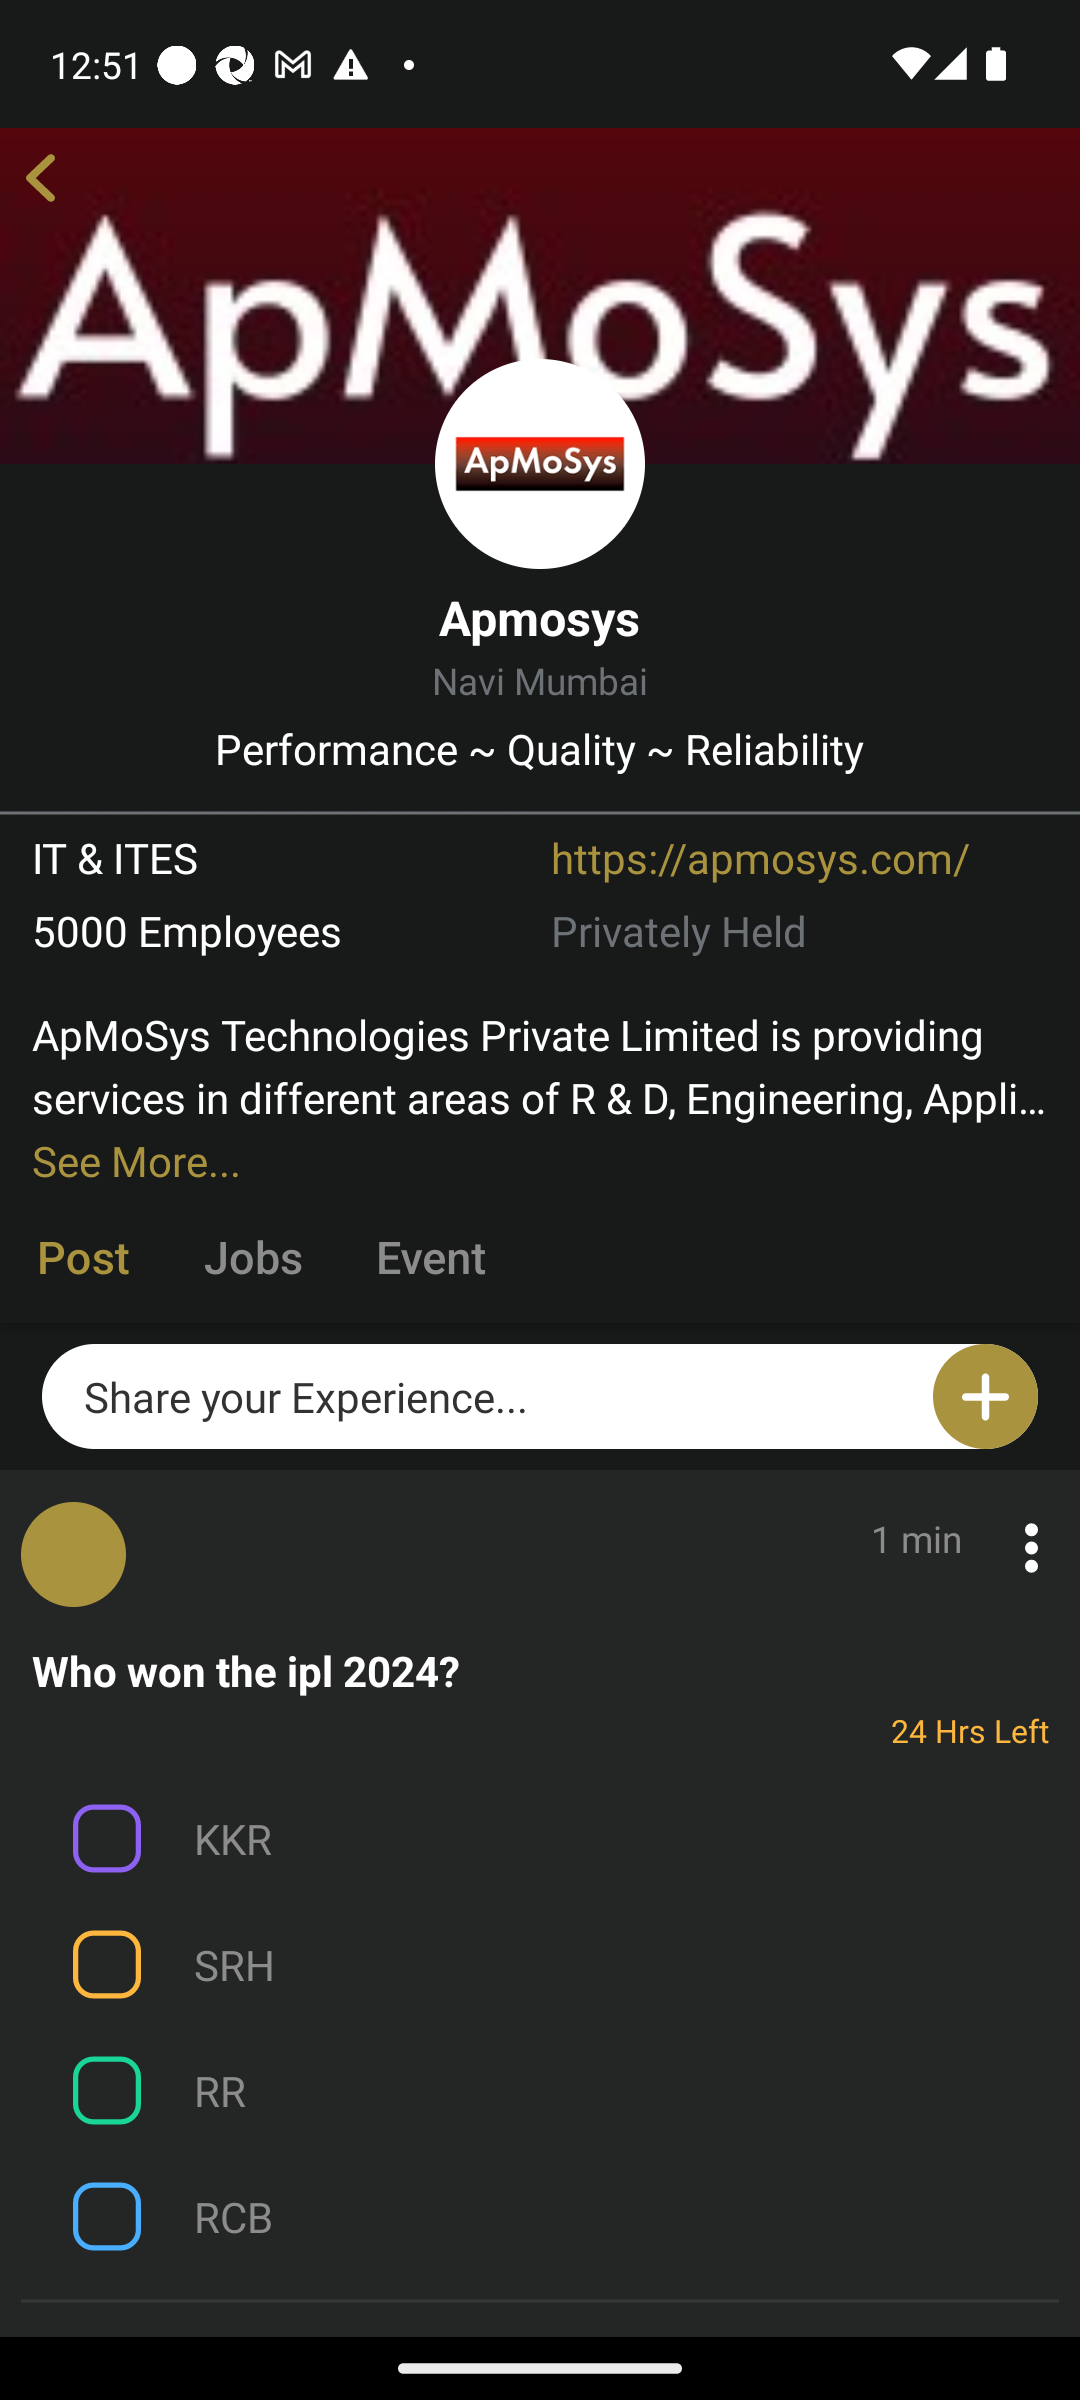 12:51
ApMoSys
ApMoSys
Apmosys
Navi Mumbai
Performance ~ Quality ~ Reliability
IT & ITES
https://apmosys.com/
5000 Employees
Privately Held
ApMoSys Technologies Private Limited is providing
services in different areas of R & D, Engineering, Appli...
See More...
Post Jobs Event
Share your Experience...
1 min
Who won the ipl 2024?
24 Hrs Left
KKR
SRH
RR
RCB